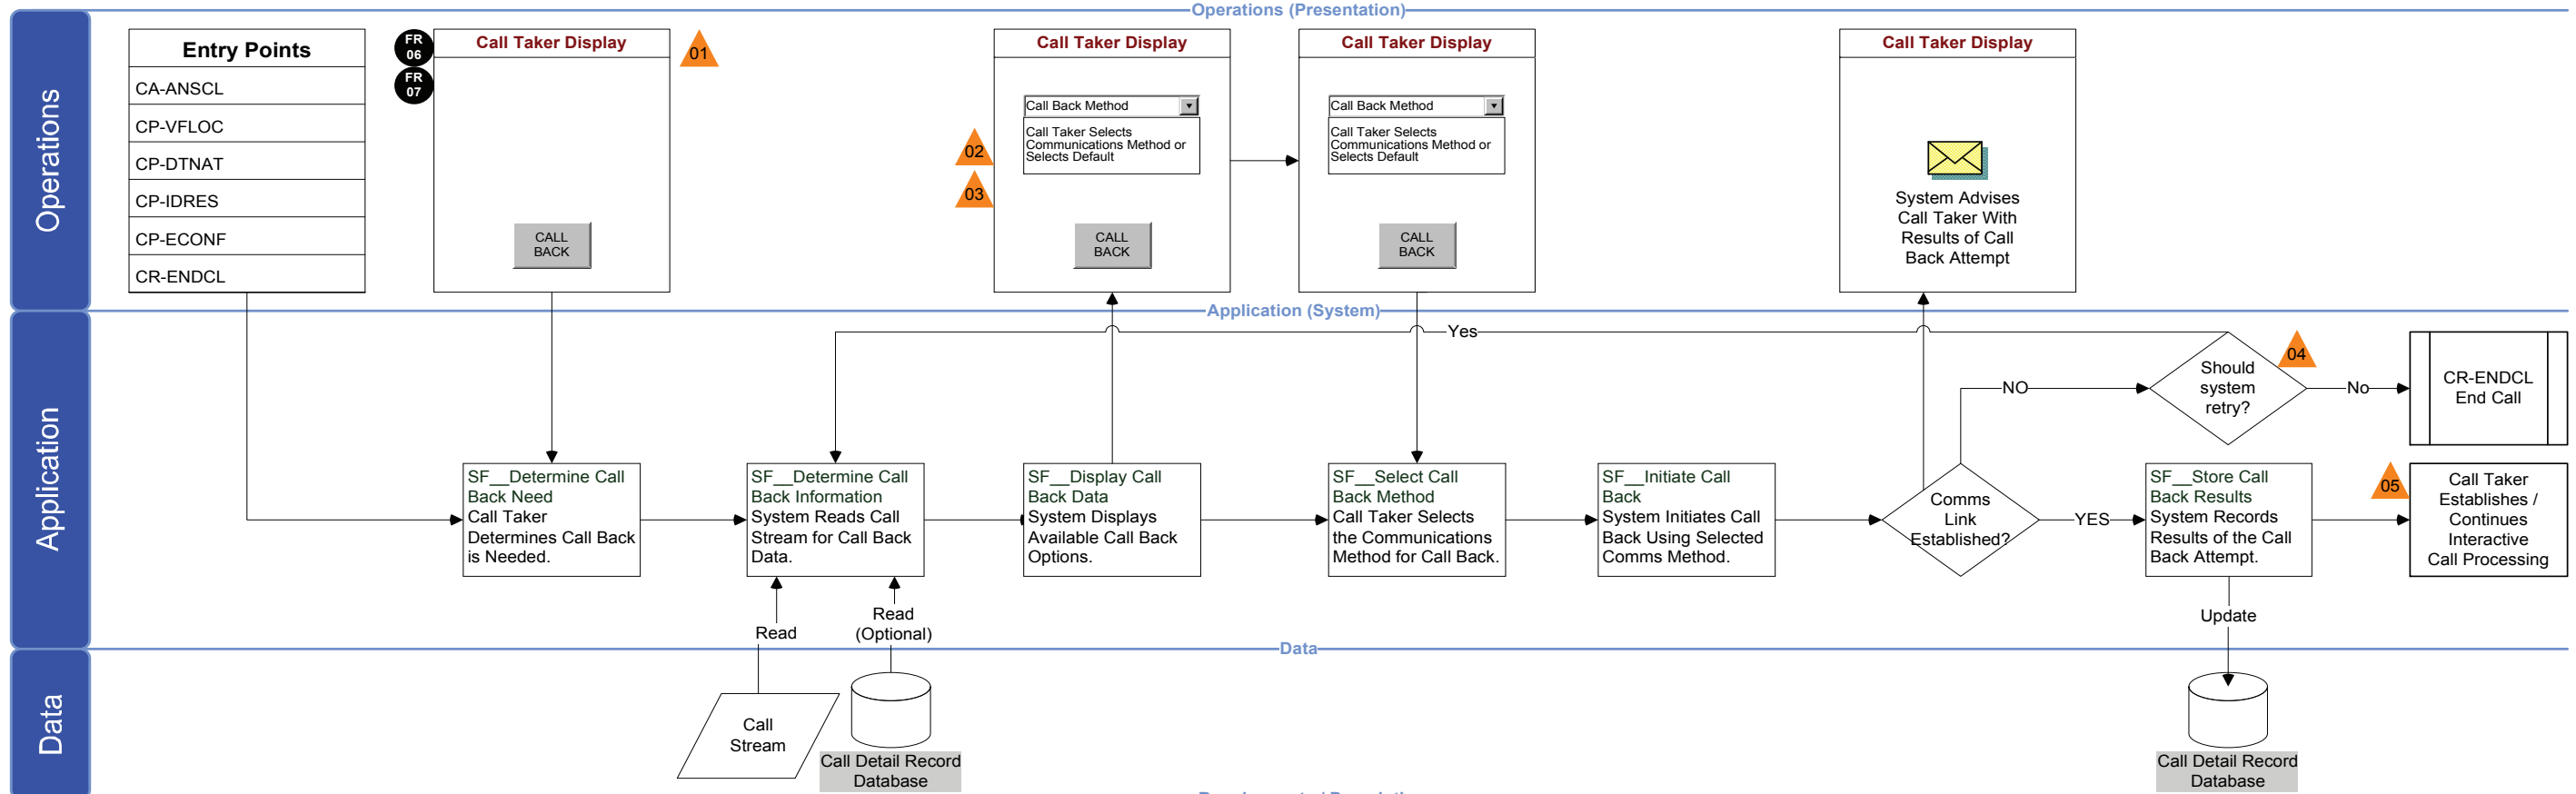 Operations (Presentation)
Operations
Entry Points
CA-ANSCL
CP-VFLOC
CP-DTNAT
CP-IDRES
CP-ECONF
CR-ENDCL
FR
06
FR
07
Call Taker Display
01
CALL
BACK
Call Taker Display
02
03
Call Back Method
Call Taker Selects
Communications Method or
Selects Default
CALL
BACK
Call Taker Display
Call Back Method
Call Taker Selects
Communications Method or
Selects Default
CALL
BACK
Call Taker Display
System Advises
Call Taker With
Results of Call
Back Attempt
Application (System)
Application
Yes
NO
Should
system
retry?
04
No
CR-ENDCL
End Call
SF__Determine Call
Back Need
Call Taker
Determines Call Back
is Needed.
SF__Determine Call
Back Information
System Reads Call
Stream for Call Back
Data.
SF__Display Call
Back Data
System Displays
Available Call Back
Options.
SF__Select Call
Back Method
Call Taker Selects
the Communications
Method for Call Back.
SF__Initiate Call
Back
System Initiates Call
Back Using Selected
Comms Method.
Comms
Link
Established?
YES
SF__Store Call
Back Results
System Records
Results of the Call
Back Attempt.
05
Call Taker
Establishes /
Continues
Interactive
Call Processing
Read
Read
(Optional)
Update
Data
Data
Call
Stream
Call Detail Record
Database
Call Detail Record
Database